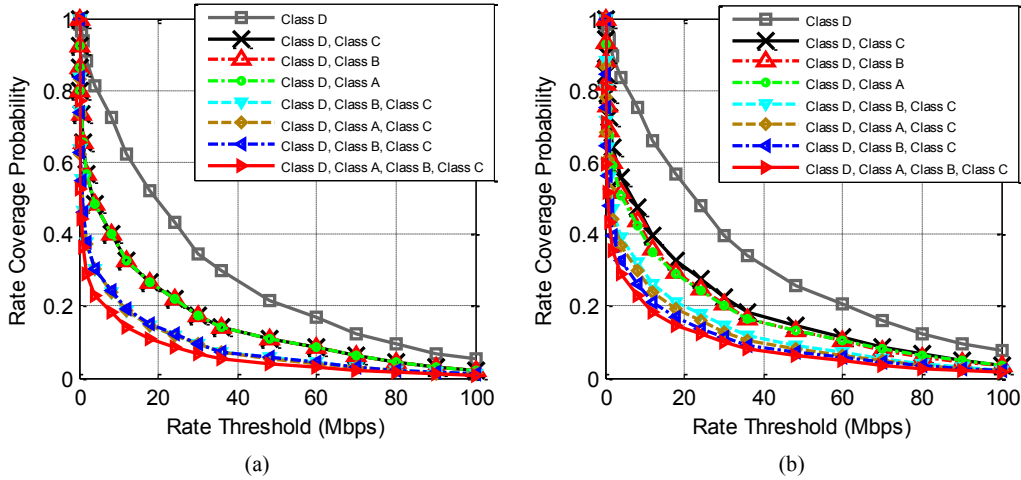 Class D
Class D, Class C
Class D, Class B
Class D, Class A
Class D, Class B, Class C
Class D, Class A, Class C
Class D, Class B, Class C
Class D, Class A, Class B, Class C
Rate Coverage Probability
1
0.8
0.6
0.4
0.2
0
0 20 40 60 80 100
Rate Threshold (Mbps)
(a)
Class D
Class D, Class C
Class D, Class B
Class D, Class A
Class D, Class B, Class C
Class D, Class A, Class C
Class D, Class B, Class C
Class D, Class A, Class B, Class C
Rate Coverage Probability
1
0.8
0.6
0.4
0.2
0
0 20 40 60 80 100
Rate Threshold (Mbps)
(b)